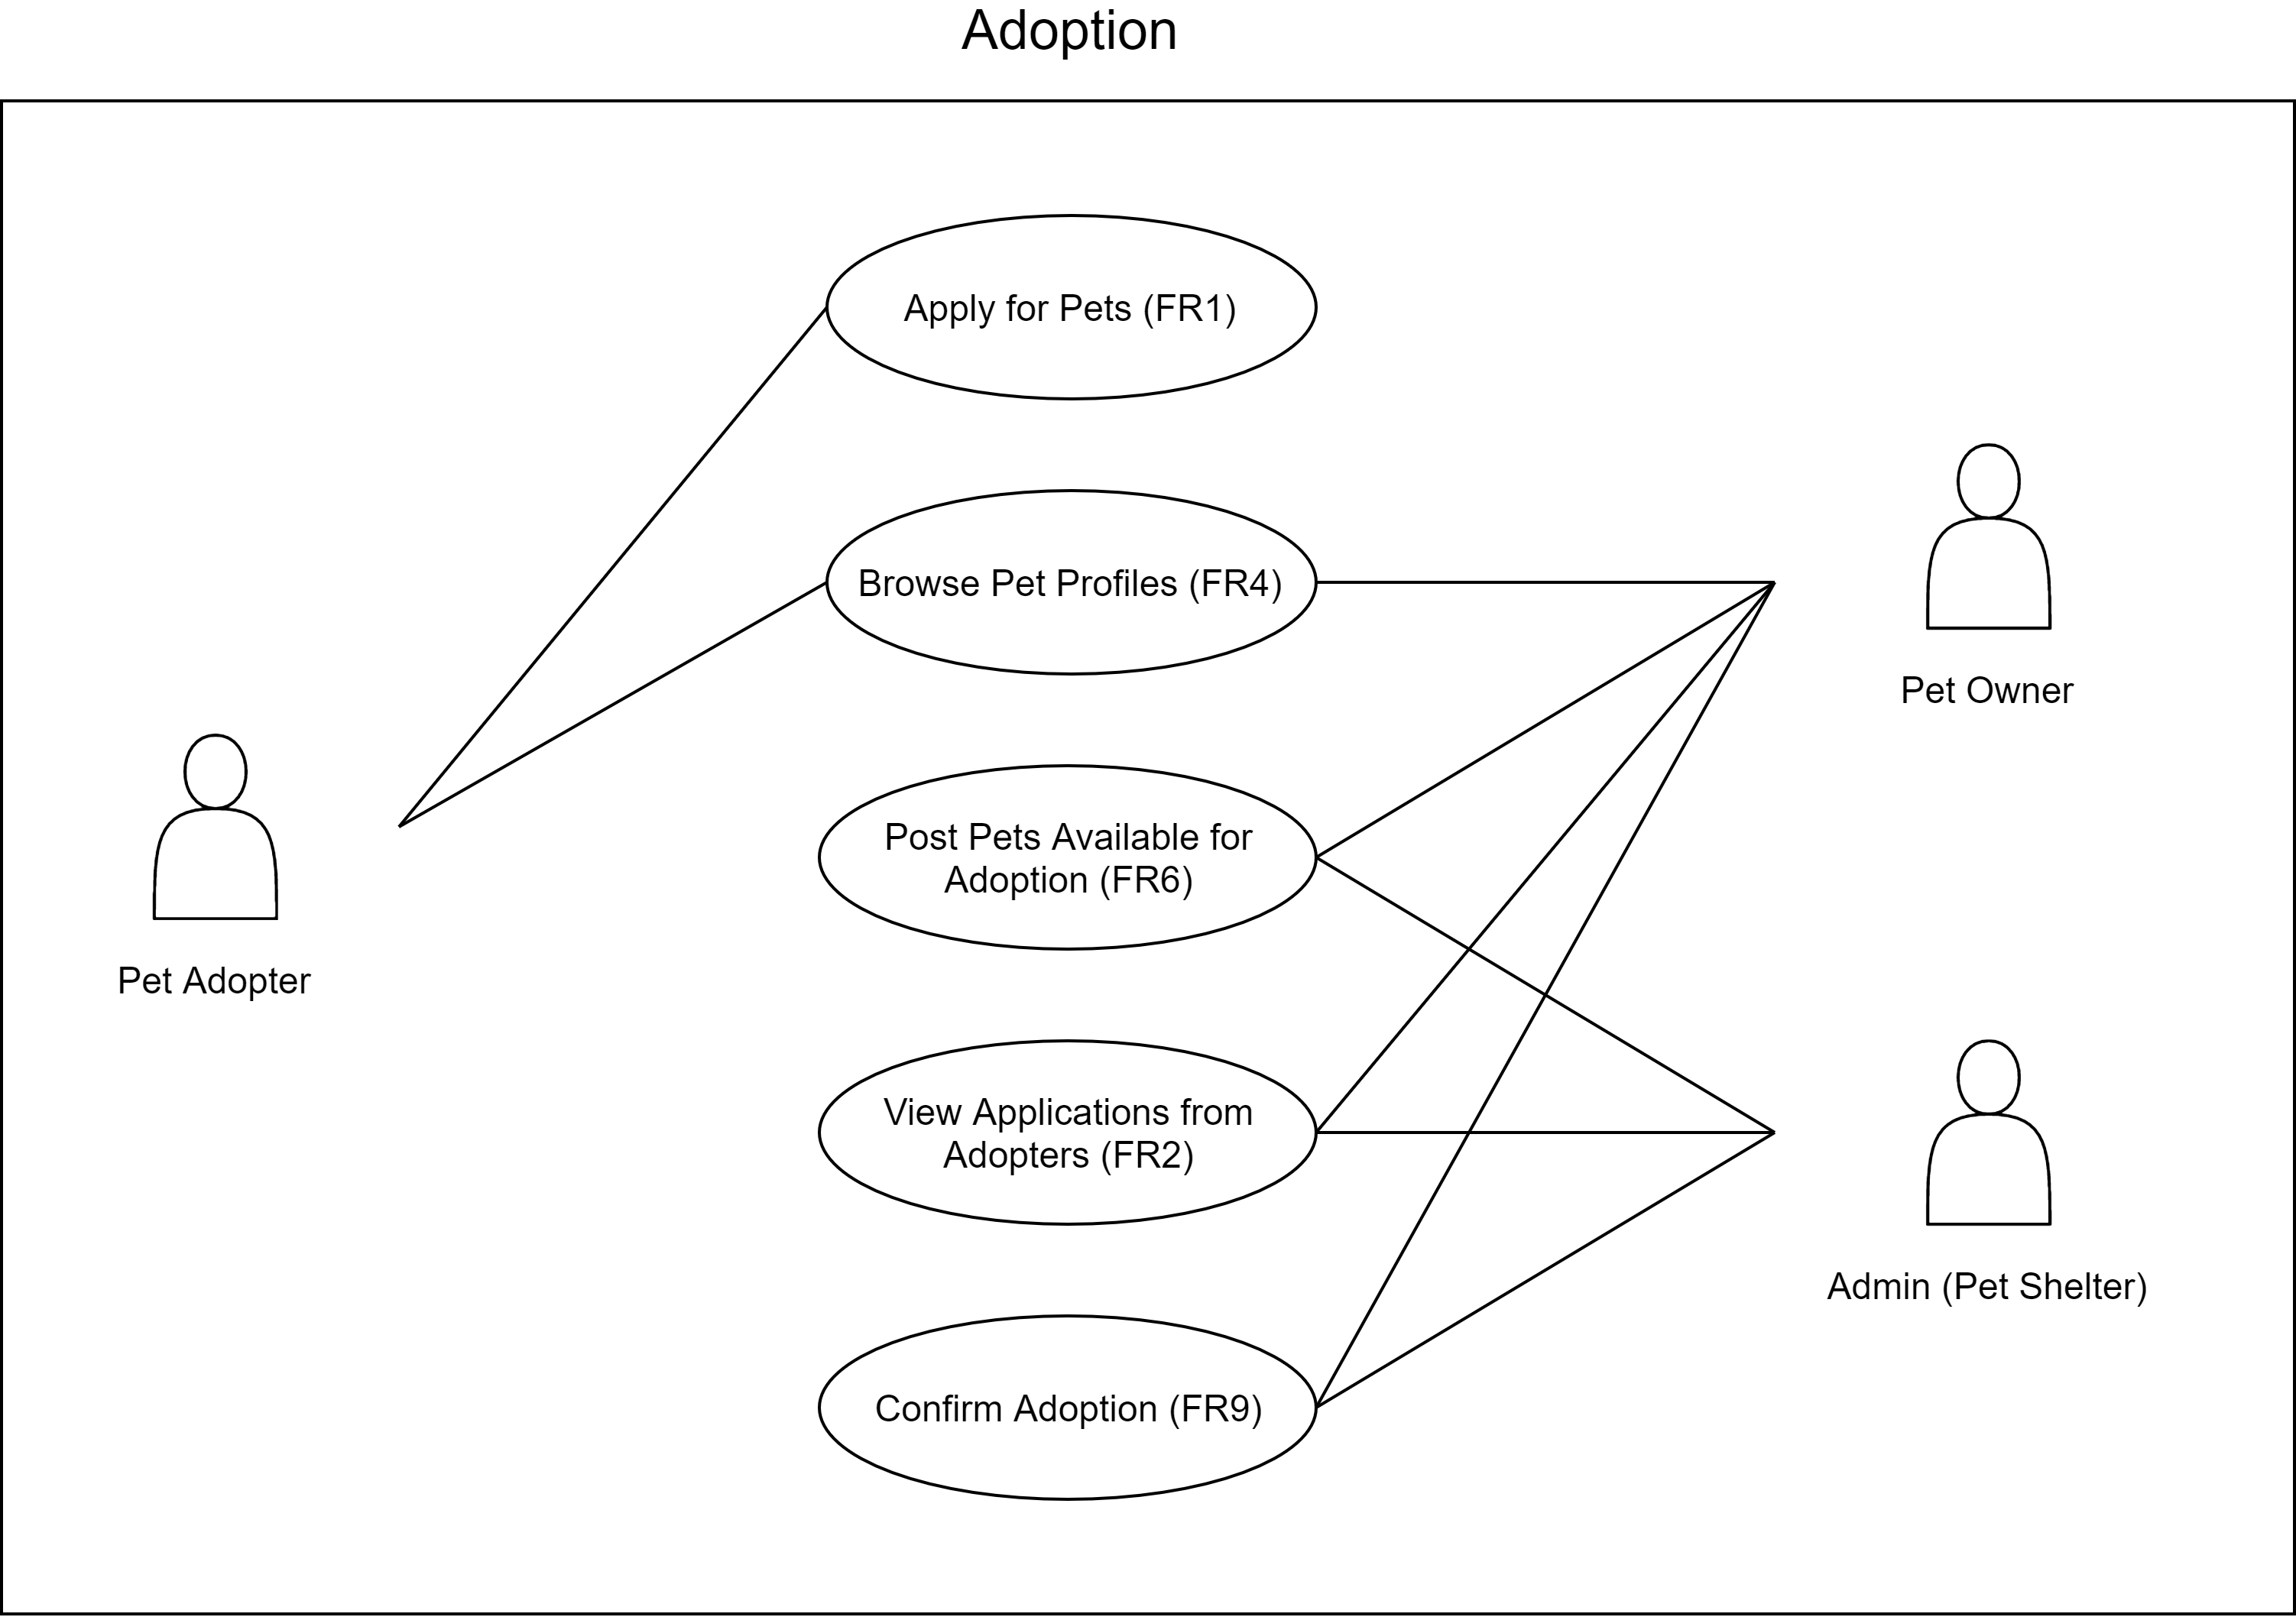 Adoption
Apply for Pets (FR1)
Browse Pet Profiles (FR4)
Pet Owner
Post Pets Available for
Adoption (FR6)
Pet Adopter
View Applications from
Adopters (FR2)
Admin (Pet Shelter)
Confirm Adoption (FR9)